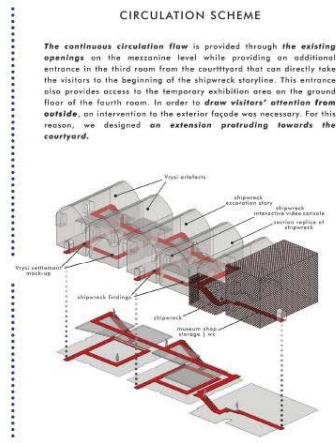 CIRCULATION SCHEME
The continuous circulation flow is provided through the existing
openings on the mezzanine level while providing an additional
entrance in the third room from the courttyard that can directly take
the visitors to the beginning of the shipwreck storyline. This entrance
also provides access to the temporary exhibition area on the ground
floor of the fourth room. In order to draw visitors' attention from
outside, an intervention to the exterior façade was necessary. For this
reason, we designed an extension protruding towards the
courtyard.
Vrysi artefacts
shipwreck
excavation story
shipwreck
interactive video console
section replica of
shipwreck
Vrysi settlement
mock-up
shipwreck findings
shipwreck
museum shop
storage | wc